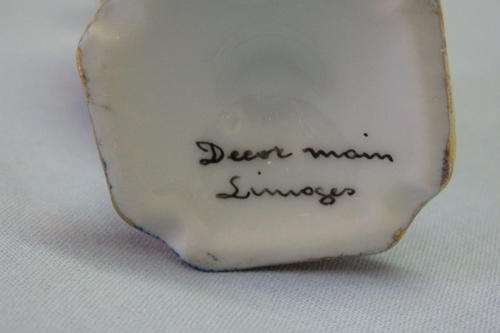 Decor main
Limoges